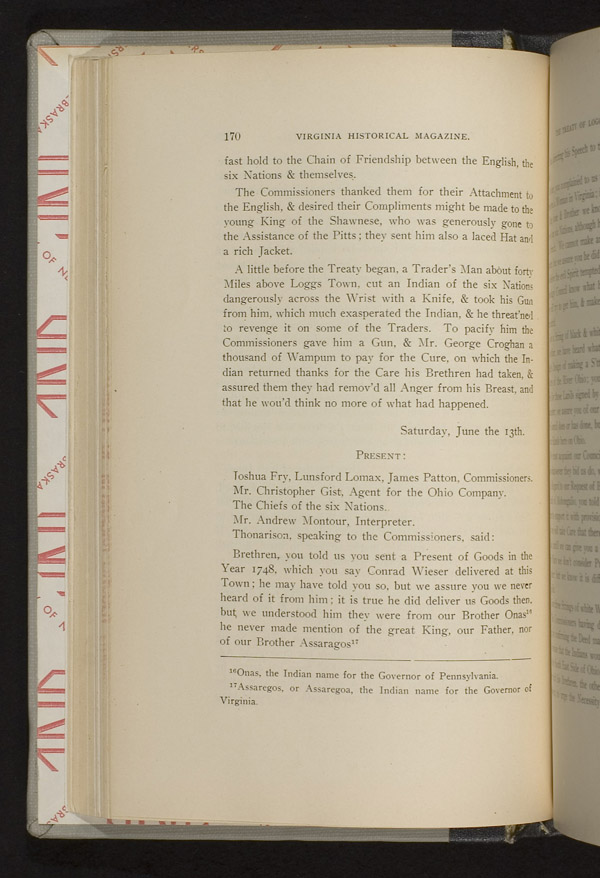 170 VIRGINIA HISTORICAL MAGAZINE.
fast hold to the Chain of Friendship between the English, the
six Nations & themselves.
The Commissioners thanked them for their Attachment to
the English, & desired their Compliments might be made to the
young King of the Shawnese, who was generously gone to
the Assistance of the Pitts; they sent him also a laced Hat and
a rich Jacket.
A little before the Treaty began, a Trader's Man about forty
Miles above Loggs Town, cut an Indian of the six Nations
dangerously across the Wrist with a Knife, & took his Gun
from him, which much exasperated the Indian, & he threat'ned
to revenge it on some of the Traders. To pacify him the
Commissioners gave him a Gun, & Mr. George Croghan a
thousand of Wampum to pay for the Cure, on which the In-
dian returned thanks for the Care his Brethren had taken, &
assured them they had remov'd all Anger from his Breast, and
that he wou'd think no more of what had happened.
Saturday, June the 13th.
PRESENT:
Joshua Fry, Lunsford Lomax, James Patton, Commissioners.
Mr. Christopher Gist, Agent for the Ohio Company.
The Chiefs of the six Nations.
Mr. Andrew Montour, Interpreter.
Thonarison, speaking to the Commissioners, said:
Brethren, you told us you sent a Present of Goods in the
Year 1748, which you say Conrad Wieser delivered at this
Town; he may have told you so, but we assure you we never
heard of it from him; it is true he did deliver us Goods then,
but, we understood him they were from our Brother Onas¹⁶
he never made mention of the great King, our Father, nor
of our Brother Assaragos¹⁷
¹⁶Onas, the Indian name for the Governor of Pennsylvania.
¹⁷Assaregos, or Assaregoa, the Indian name for the Governor of
Virginia.